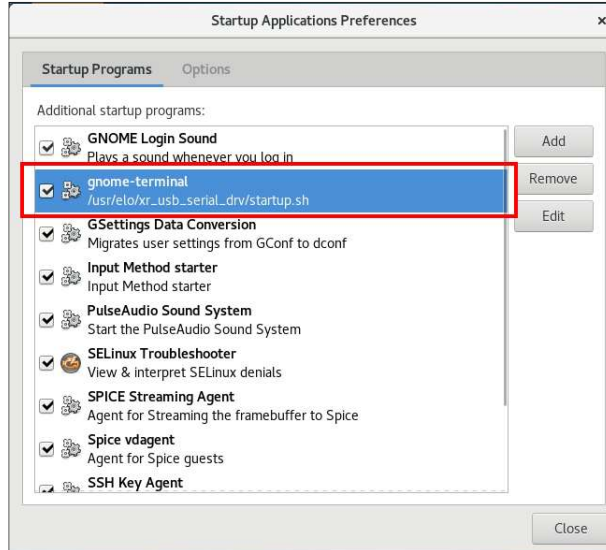 Startup Applications Preferences
×
Startup Programs
Options
Additional startup programs:
GNOME Login Sound
Plays a sound whenever you log in
gnome-terminal
/usr/elo/xr_usb_serial_drv/startup.sh
GSettings Data Conversion
Migrates user settings from GConf to dconf
Input Method starter
Input Method starter
PulseAudio Sound System
Start the PulseAudio Sound System
SELinux Troubleshooter
View & interpret SELinux denials
SPICE Streaming Agent
Agent for Streaming the framebuffer to Spice
Spice vdagent
Agent for Spice guests
SSH Key Agent
Add
Remove
Edit
Close